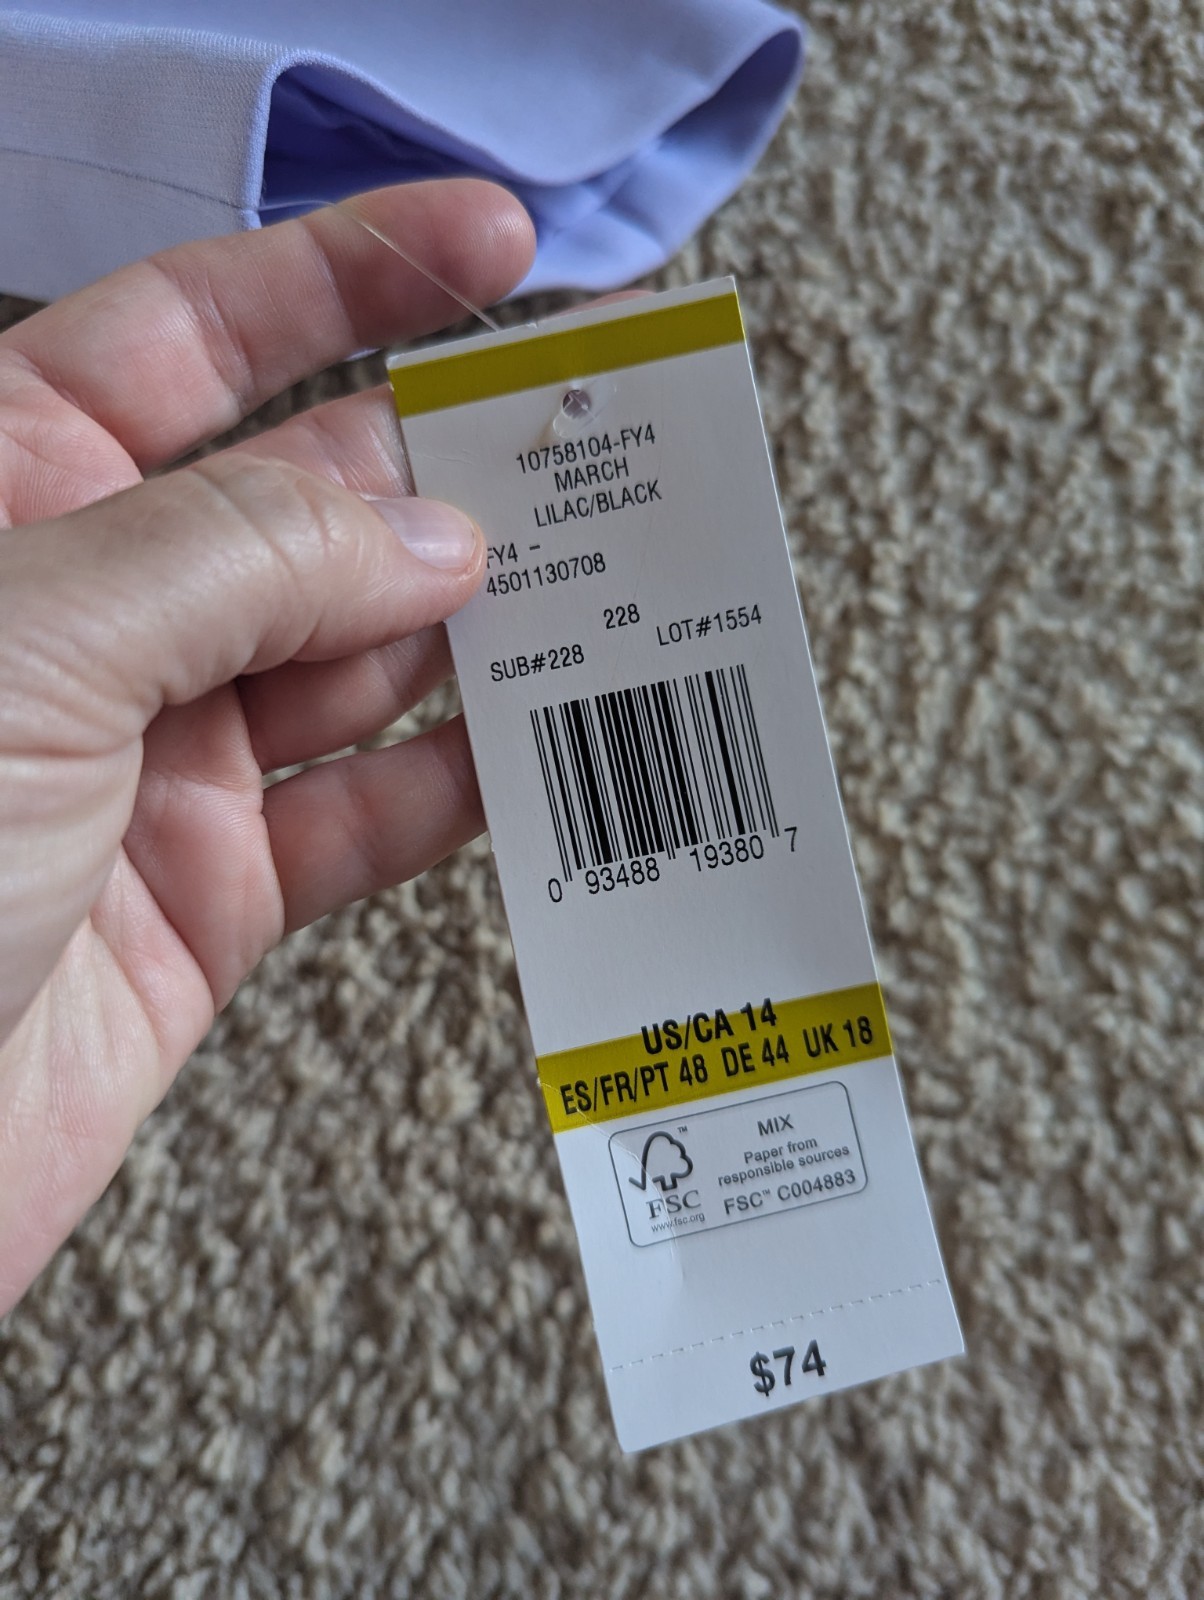 10758104-FY4
MARCH
LILAC/BLACK
FY4 -
4501130708
228
SUB#228 LOT#1554
0 93488 19380 7
US/CA 14
ES/FR/PT 48 DE 44 UK 18
™
FSC
www.fsc.org
MIX
Paper from
responsible sources
FSC™ C004883
$74